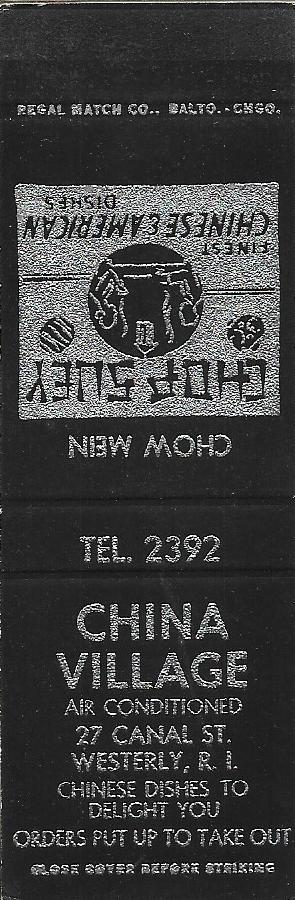 REGAL MATCH CO., BALTO. - CHGO.
CHOW MEIN
CHOP SUEY
FINEST
CHINESE & AMERICAN
DISHES
TEL. 2392
CHINA
VILLAGE
AIR CONDITIONED
27 CANAL ST.
WESTERLY, R. I.
CHINESE DISHES TO
DELIGHT YOU
ORDERS PUT UP TO TAKE OUT
CLOSE COVER BEFORE STRIKING